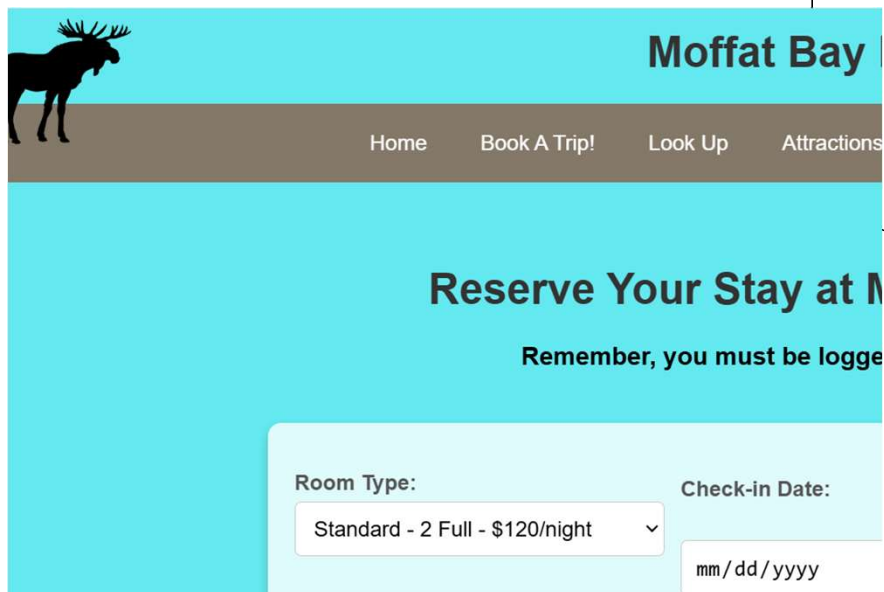 Moffat Bay
Home Book A Trip! Look Up Attractions
Reserve Your Stay at
Remember, you must be logge
Room Type:
Check-in Date:
Standard - 2 Full - $120/night
mm/dd/yyyy